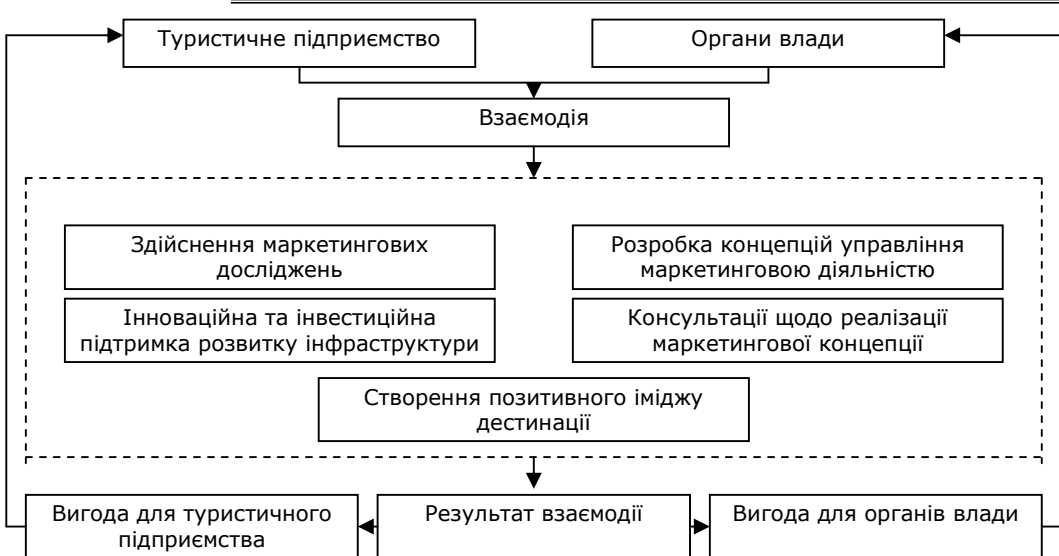 Туристичне підприємство
Органи влади
Взаємодія
Здійснення маркетингових
досліджень
Розробка концепцій управління
маркетинговою діяльністю
Інноваційна та інвестиційна
підтримка розвитку інфраструктури
Консультації щодо реалізації
маркетингової концепції
Створення позитивного іміджу
дестинації
Вигода для туристичного
підприємства
Результат взаємодії
Вигода для органів влади